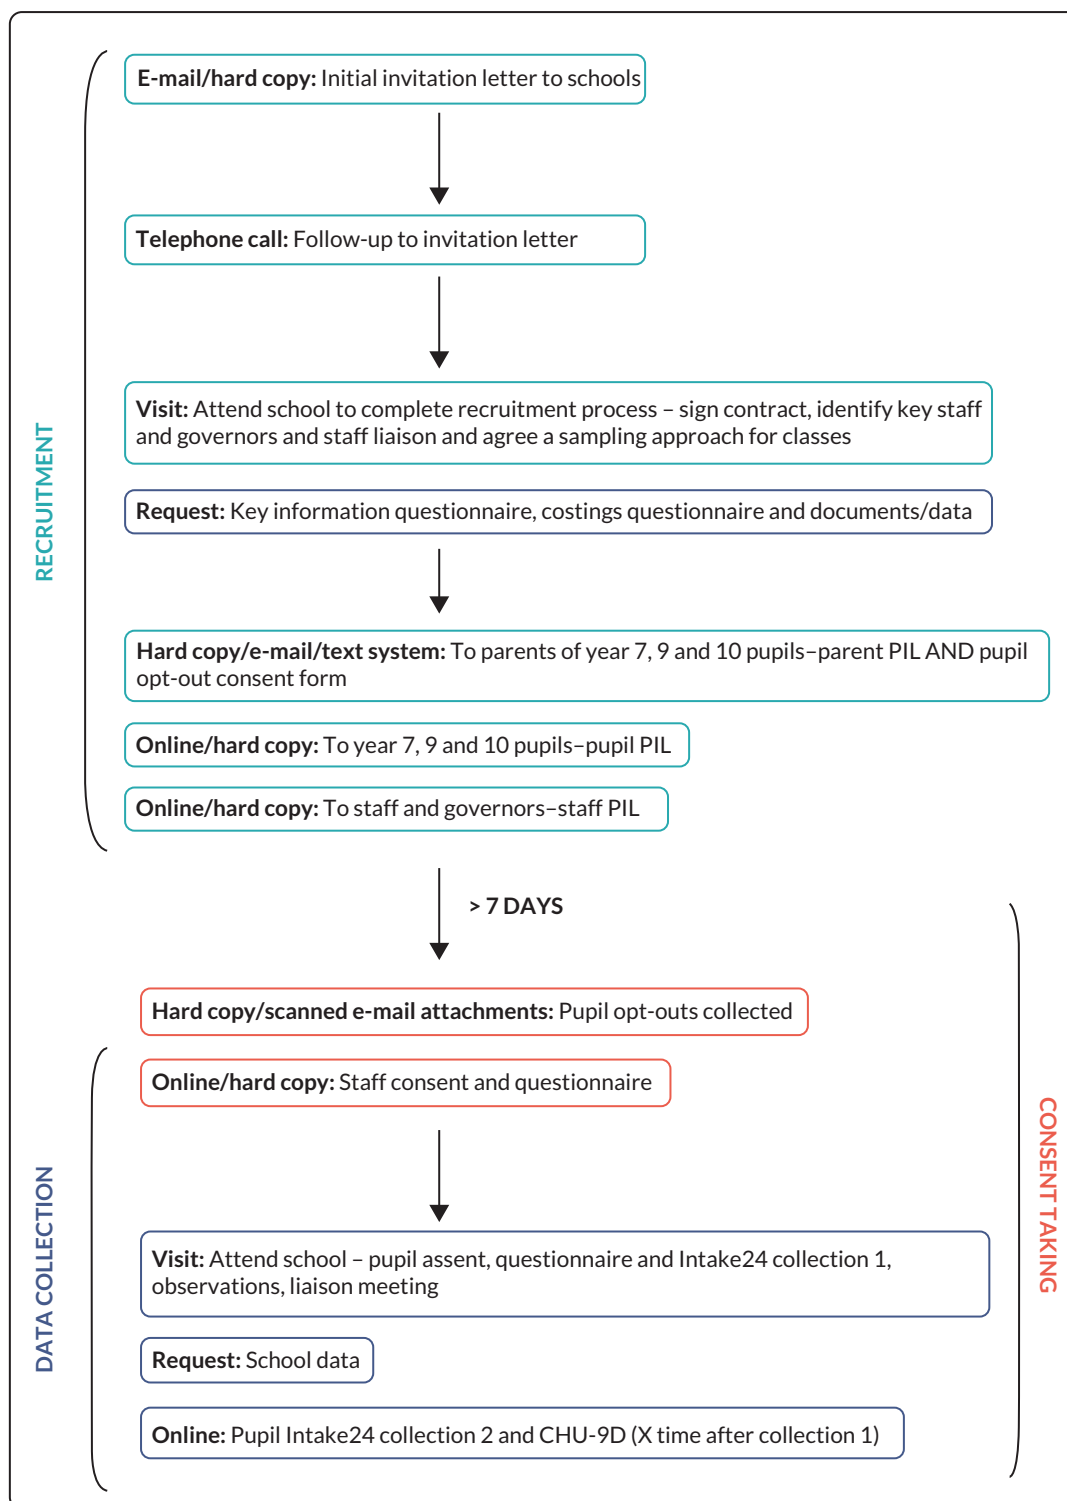 E-mail/hard copy: Initial invitation letter to schools
Telephone call: Follow-up to invitation letter
Visit: Attend school to complete recruitment process – sign contract, identify key staff
and governors and staff liaison and agree a sampling approach for classes
Request: Key information questionnaire, costings questionnaire and documents/data
RECRUITMENT
Hard copy/e-mail/text system: To parents of year 7, 9 and 10 pupils–parent PIL AND pupil
opt-out consent form
Online/hard copy: To year 7, 9 and 10 pupils–pupil PIL
Online/hard copy: To staff and governors–staff PIL
> 7 DAYS
Hard copy/scanned e-mail attachments: Pupil opt-outs collected
Online/hard copy: Staff consent and questionnaire
CONSENT TAKING
DATA COLLECTION
Visit: Attend school – pupil assent, questionnaire and Intake24 collection 1,
observations, liaison meeting
Request: School data
Online: Pupil Intake24 collection 2 and CHU-9D (X time after collection 1)